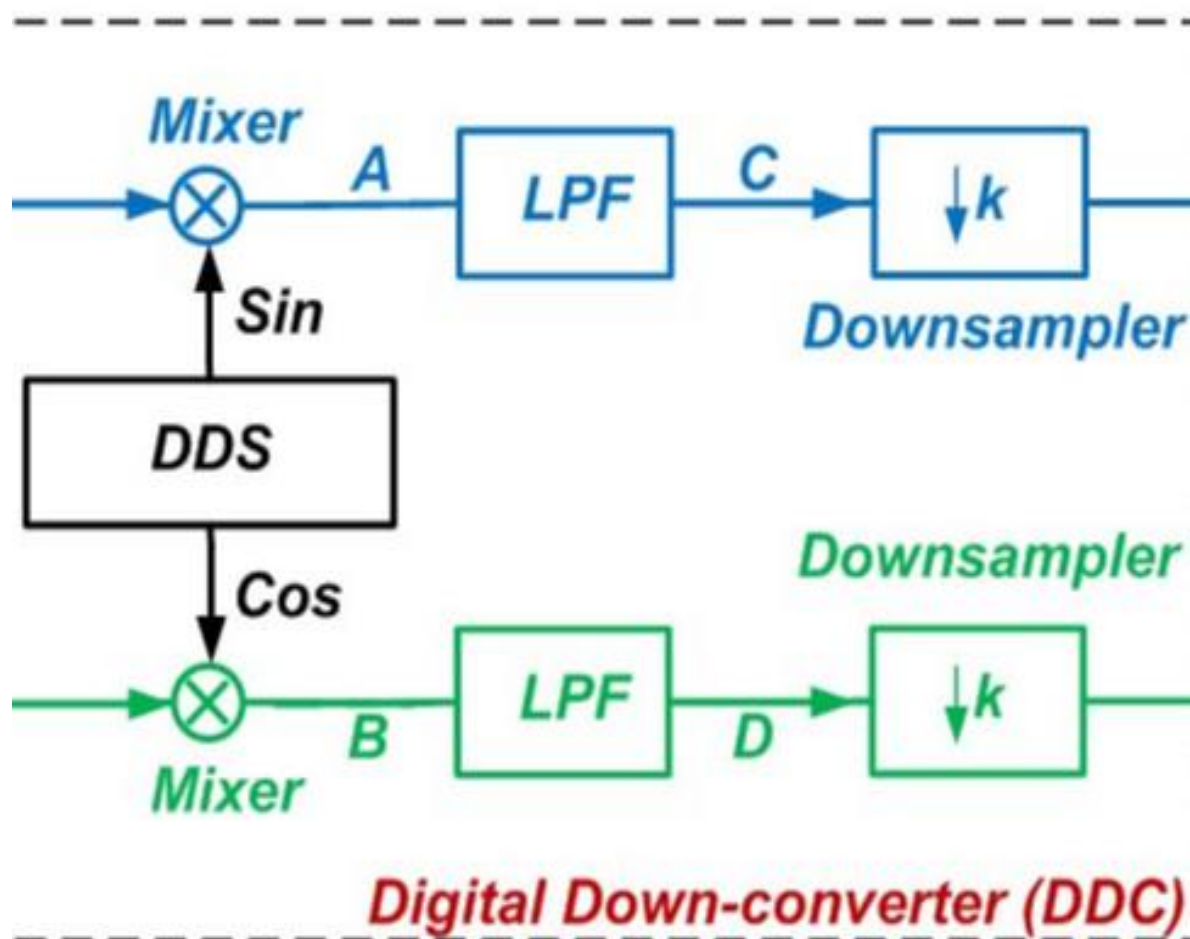 Mixer
A
LPF
C
↓k
Sin
Downsampler
DDS
Downsampler
Cos
LPF
↓k
B
D
Mixer
Digital Down-converter (DDC)